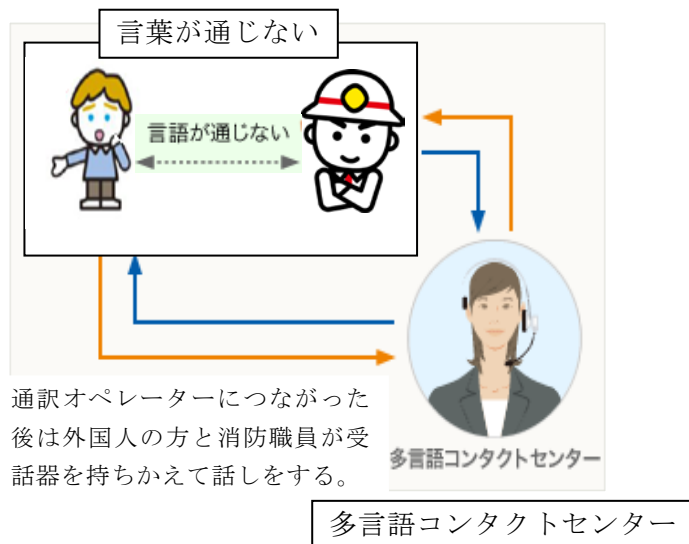 言葉が通じない
言語が通じない
通訳オペレーターにつながった
後は外国人の方と消防職員が受
話器を持ちかえて話しをする。
多言語コンタクトセンター
多言語コンタクトセンター